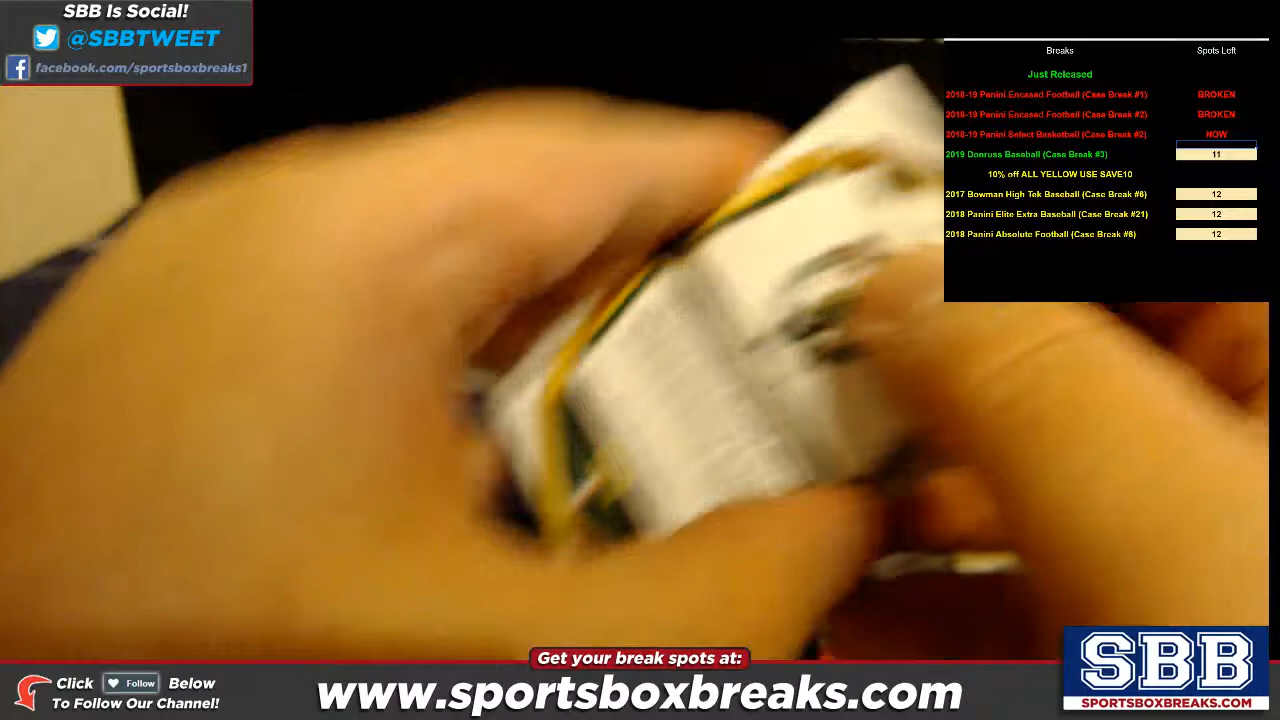 SBB Is Social!
@SBBTWEET
facebook.com/sportsboxbreaks1
Breaks Spots Left
Just Released
2018-19 Panini Encased Football (Case Break #1) BROKEN
2018-19 Panini Encased Football (Case Break #2) BROKEN
2018-19 Panini Select Basketball (Case Break #2) NOW
2019 Donruss Baseball (Case Break #3) 11
10% off ALL YELLOW USE SAVE10
2017 Bowman High Tek Baseball (Case Break #6) 12
2018 Panini Elite Extra Baseball (Case Break #21) 12
2018 Panini Absolute Football (Case Break #6) 12
Get your break spots at:
Click Follow Below
To Follow Our Channel!
www.sportsboxbreaks.com
SBB
SPORTSBOXBREAKS.COM